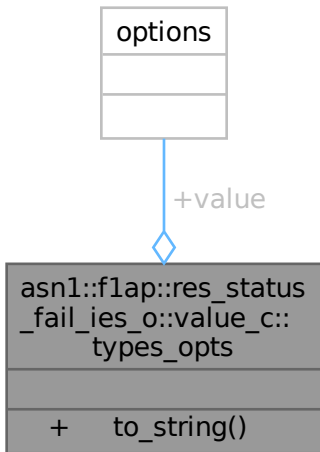 options
+value
asn1::f1ap::res_status
_fail_ies_o::value_c::
types_opts
+ to_string()